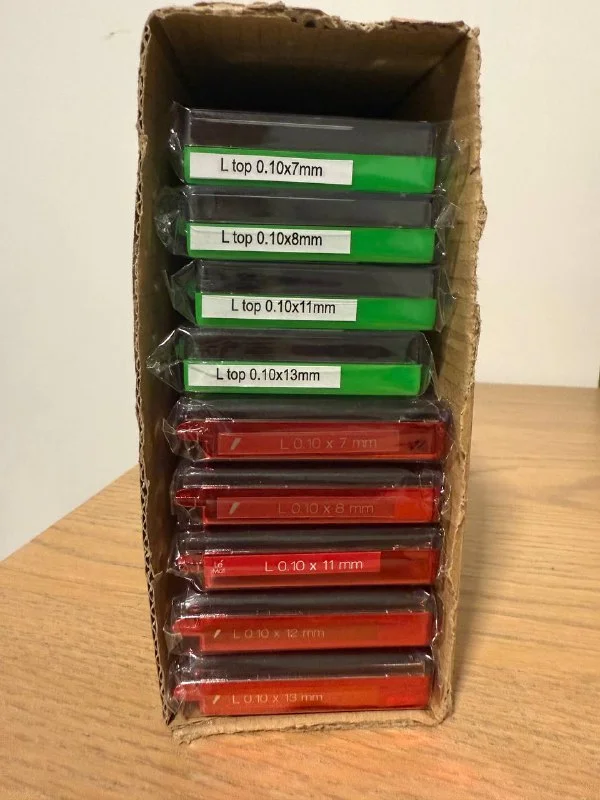 L top 0.10x7mm
L top 0.10x8mm
L top 0.10x11mm
L top 0.10x13mm
L 0.10 x 7 mm
L 0.10 x 8 mm
L 0.10 x 11 mm
L 0.10 x 12 mm
L 0.10 x 13 mm